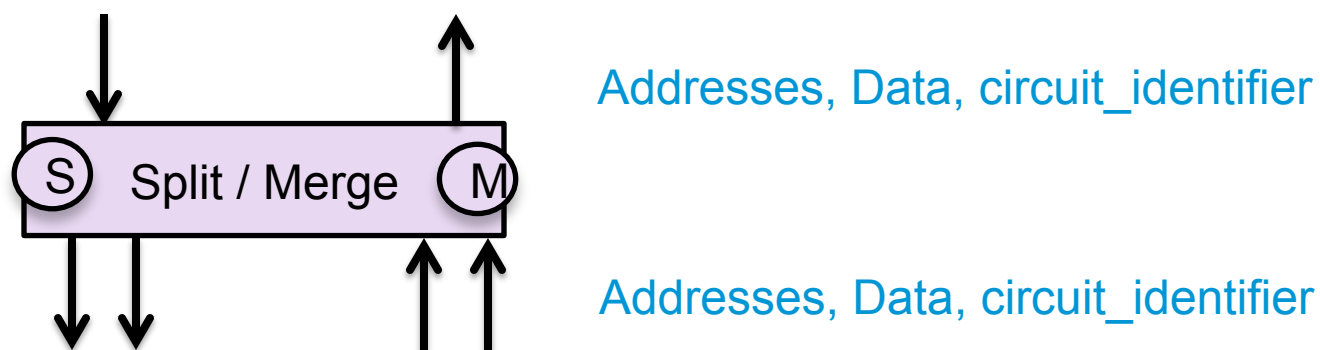 Addresses, Data, circuit_identifier
S Split / Merge M
Addresses, Data, circuit_identifier